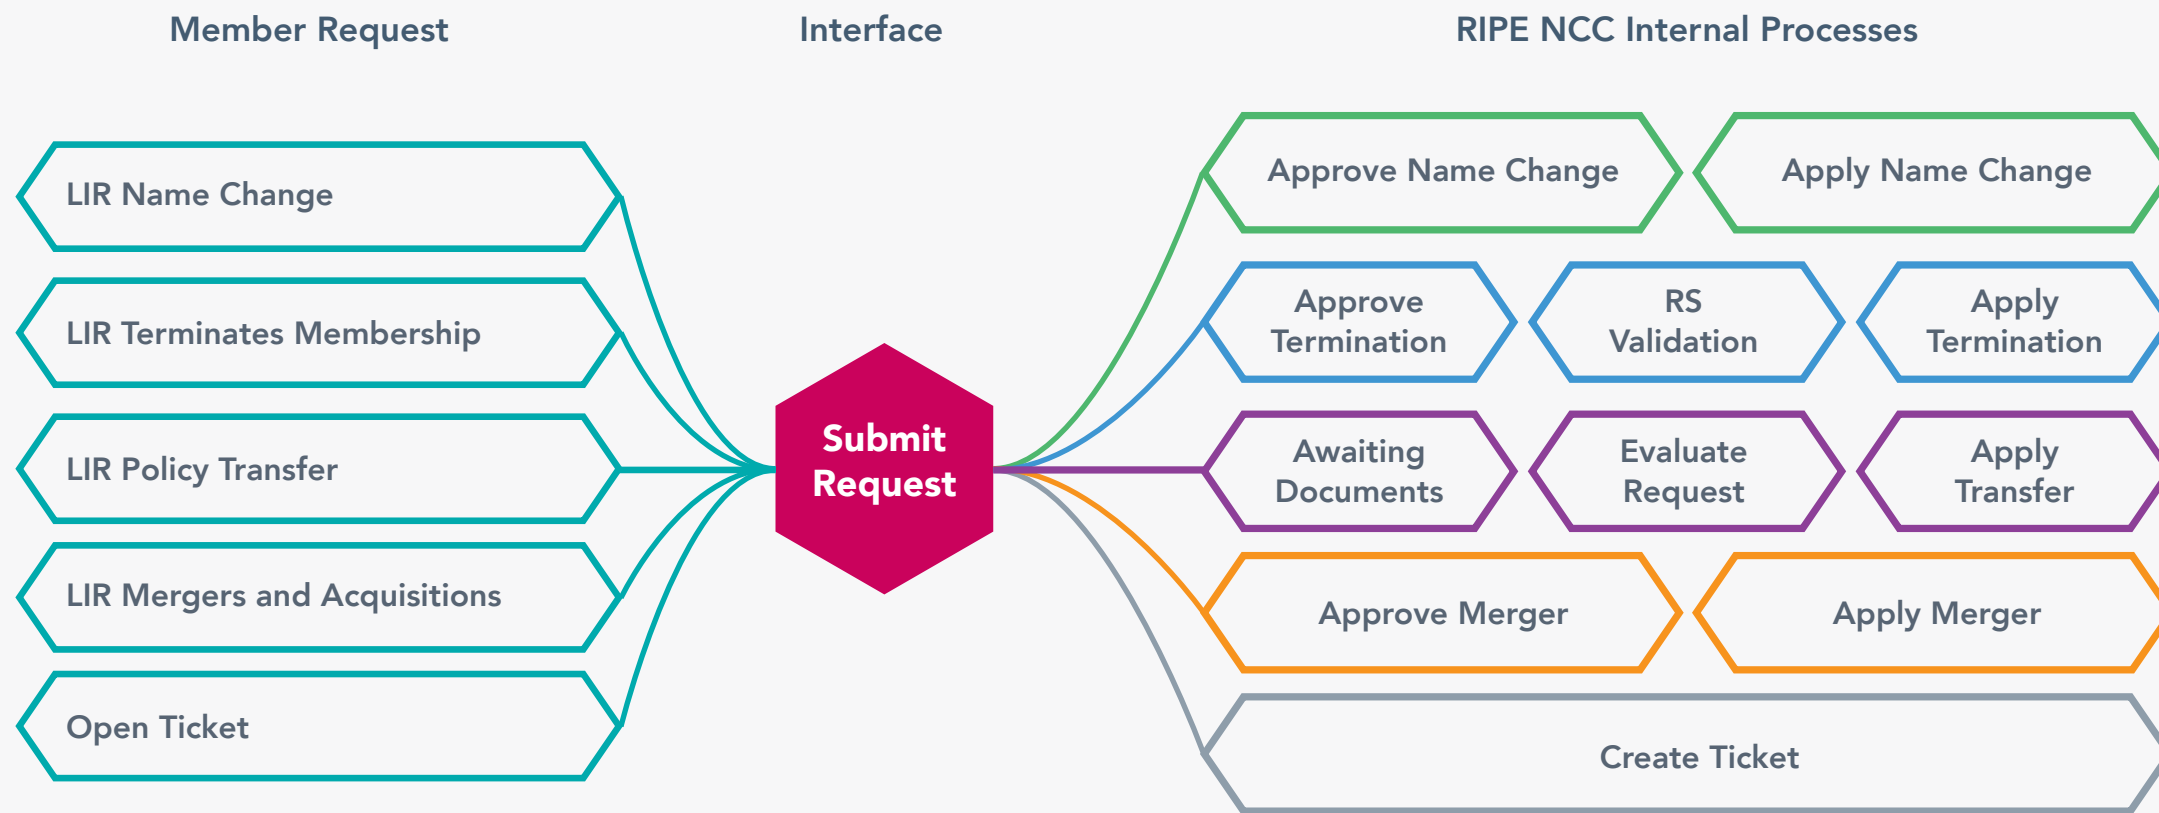 Member Request
Interface
RIPE NCC Internal Processes
LIR Name Change
LIR Terminates Membership
LIR Policy Transfer
LIR Mergers and Acquisitions
Open Ticket
Submit
Request
Approve Name Change
Apply Name Change
Approve
Termination
RS
Validation
Apply
Termination
Awaiting
Documents
Evaluate
Request
Apply
Transfer
Approve Merger
Apply Merger
Create Ticket